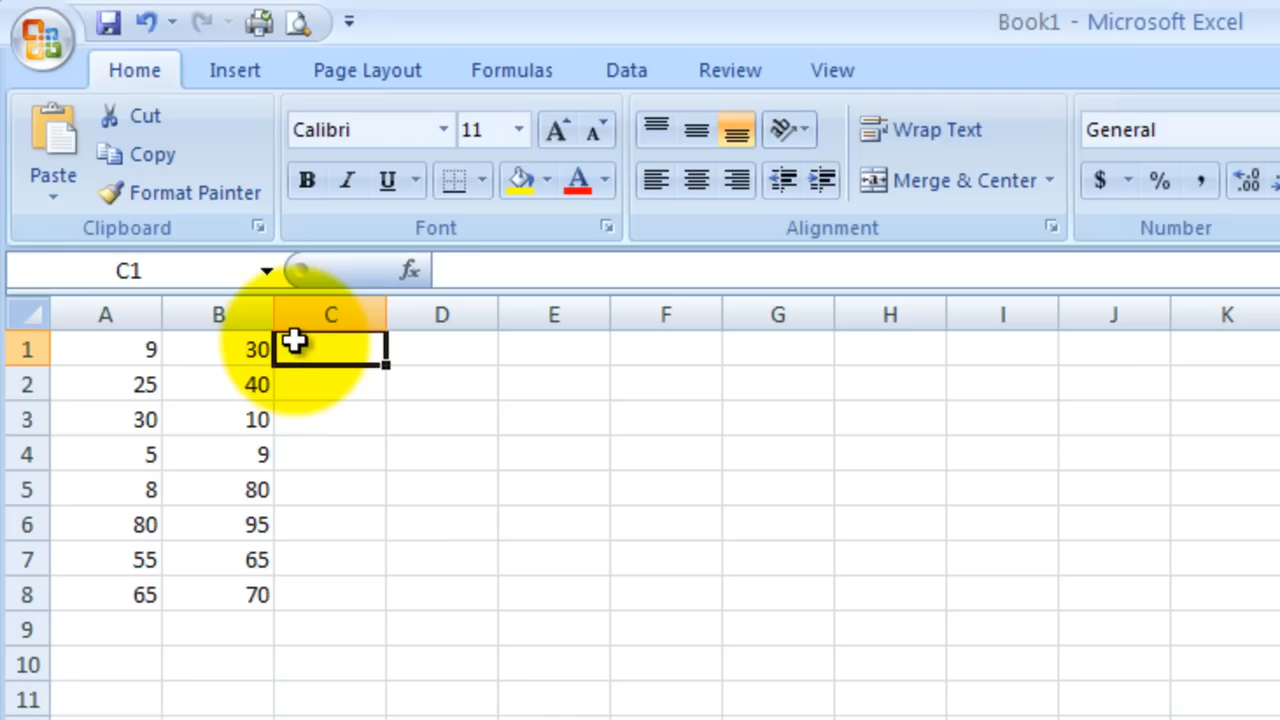 Book1 - Microsoft Excel
Home Insert Page Layout Formulas Data Review View
Paste
Cut
Copy
Format Painter
Clipboard
Calibri 11 A A
B I U A
Font
Wrap Text
Merge & Center
Alignment
General
$ % , .00
Number
C1 fx
A B C D E F G H I J K
1 9 30
2 25 40
3 30 10
4 5 9
5 8 80
6 80 95
7 55 65
8 65 70
9
10
11